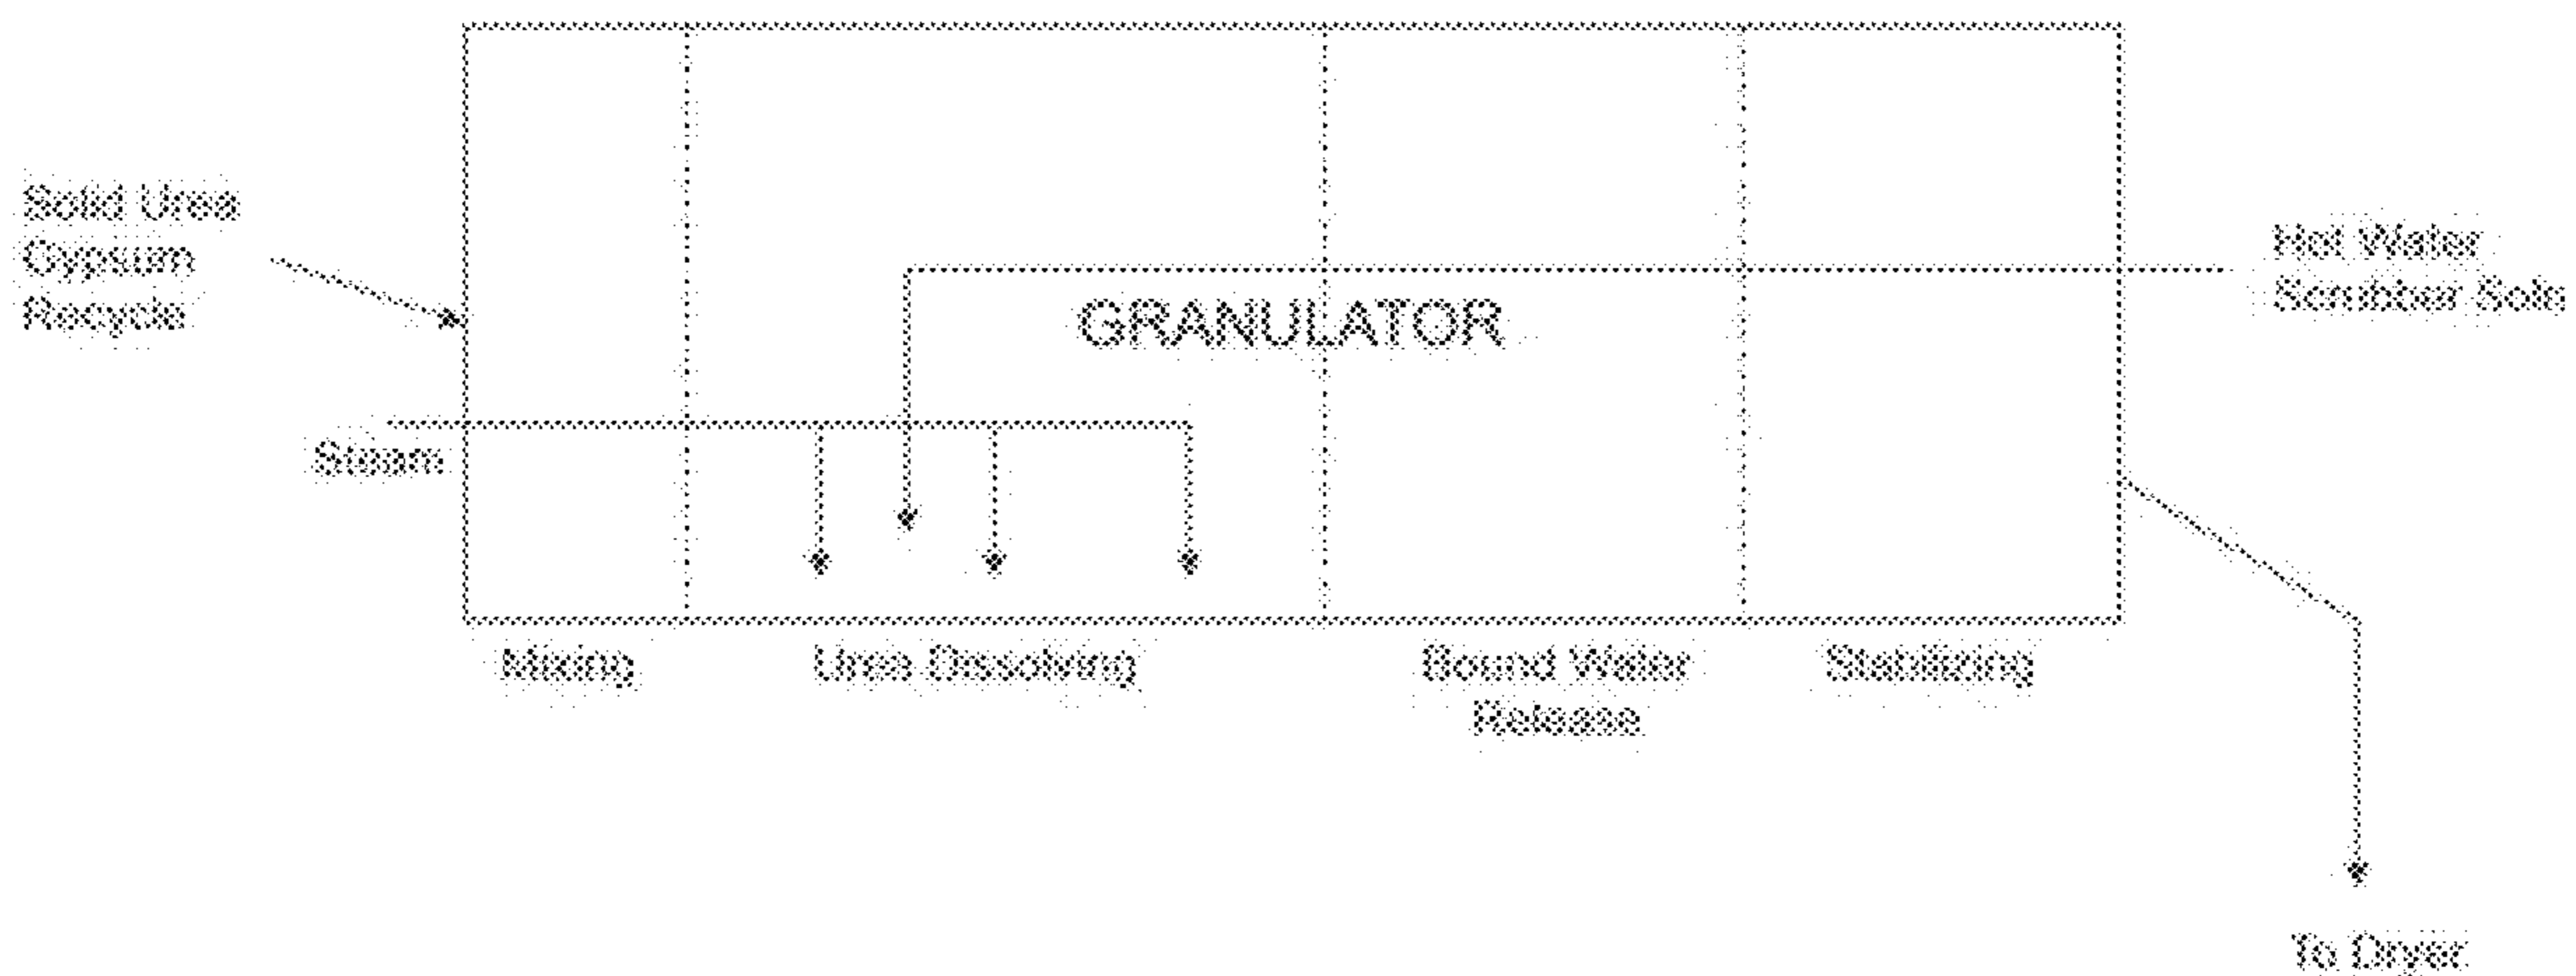 Solid Urea
Gypsum
Recycle
Hot Water
Scrubber Soln
GRANULATOR
Steam
Mixing
Urea Dissolving
Bound Water
Release
Stabilizing
To Dryer